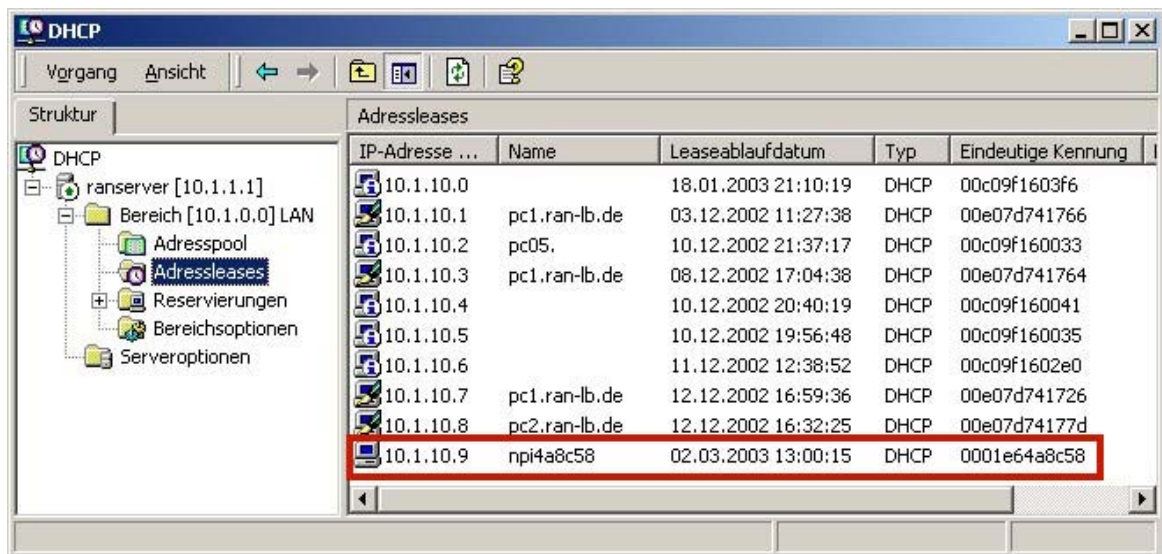 DHCP
Vorgang Ansicht
Struktur
DHCP
ranserver [10.1.1.1]
Bereich [10.1.0.0] LAN
Adresspool
Adressleases
Reservierungen
Bereichsoptionen
Serveroptionen
Adressleases
IP-Adresse ... Name Leaseablaufdatum Typ Eindeutige Kennung
10.1.10.0 18.01.2003 21:10:19 DHCP 00c09f1603f6
10.1.10.1 pc1.ran-lb.de 03.12.2002 11:27:38 DHCP 00e07d741766
10.1.10.2 pc05. 10.12.2002 21:37:17 DHCP 00c09f160033
10.1.10.3 pc1.ran-lb.de 08.12.2002 17:04:38 DHCP 00e07d741764
10.1.10.4 10.12.2002 20:40:19 DHCP 00c09f160041
10.1.10.5 10.12.2002 19:56:48 DHCP 00c09f160035
10.1.10.6 11.12.2002 12:38:52 DHCP 00c09f1602e0
10.1.10.7 pc1.ran-lb.de 12.12.2002 16:59:36 DHCP 00e07d741726
10.1.10.8 pc2.ran-lb.de 12.12.2002 16:32:25 DHCP 00e07d74177d
10.1.10.9 npi4a8c58 02.03.2003 13:00:15 DHCP 0001e64a8c58